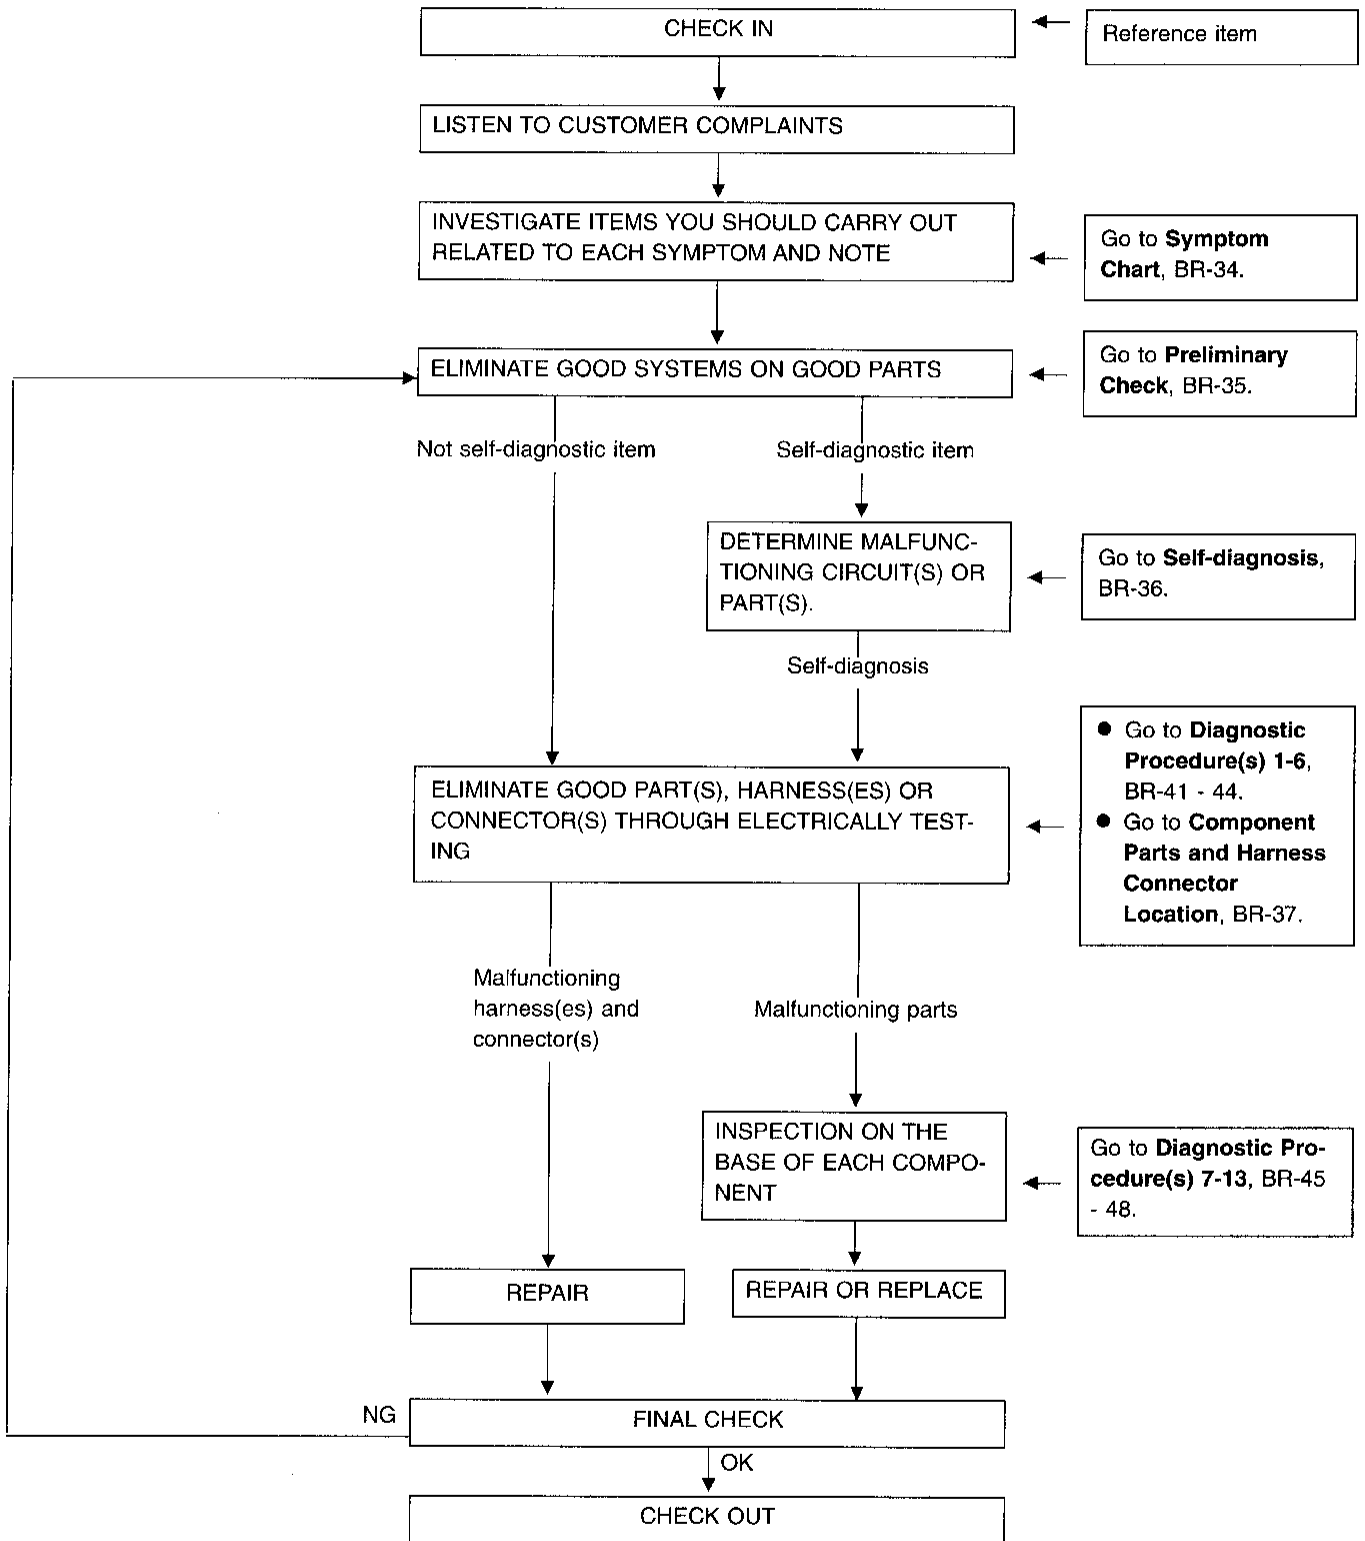 CHECK IN
Reference item
LISTEN TO CUSTOMER COMPLAINTS
INVESTIGATE ITEMS YOU SHOULD CARRY OUT
RELATED TO EACH SYMPTOM AND NOTE
Go to Symptom
Chart, BR-34.
ELIMINATE GOOD SYSTEMS ON GOOD PARTS
Go to Preliminary
Check, BR-35.
Not self-diagnostic item
Self-diagnostic item
DETERMINE MALFUNC-
TIONING CIRCUIT(S) OR
PART(S).
Go to Self-diagnosis,
BR-36.
Self-diagnosis
ELIMINATE GOOD PART(S), HARNESS(ES) OR
CONNECTOR(S) THROUGH ELECTRICALLY TEST-
ING
● Go to Diagnostic
Procedure(s) 1-6,
BR-41 - 44.
● Go to Component
Parts and Harness
Connector
Location, BR-37.
Malfunctioning
harness(es) and
connector(s)
Malfunctioning parts
INSPECTION ON THE
BASE OF EACH COMPO-
NENT
Go to Diagnostic Pro-
cedure(s) 7-13, BR-45
- 48.
REPAIR
REPAIR OR REPLACE
NG
FINAL CHECK
OK
CHECK OUT